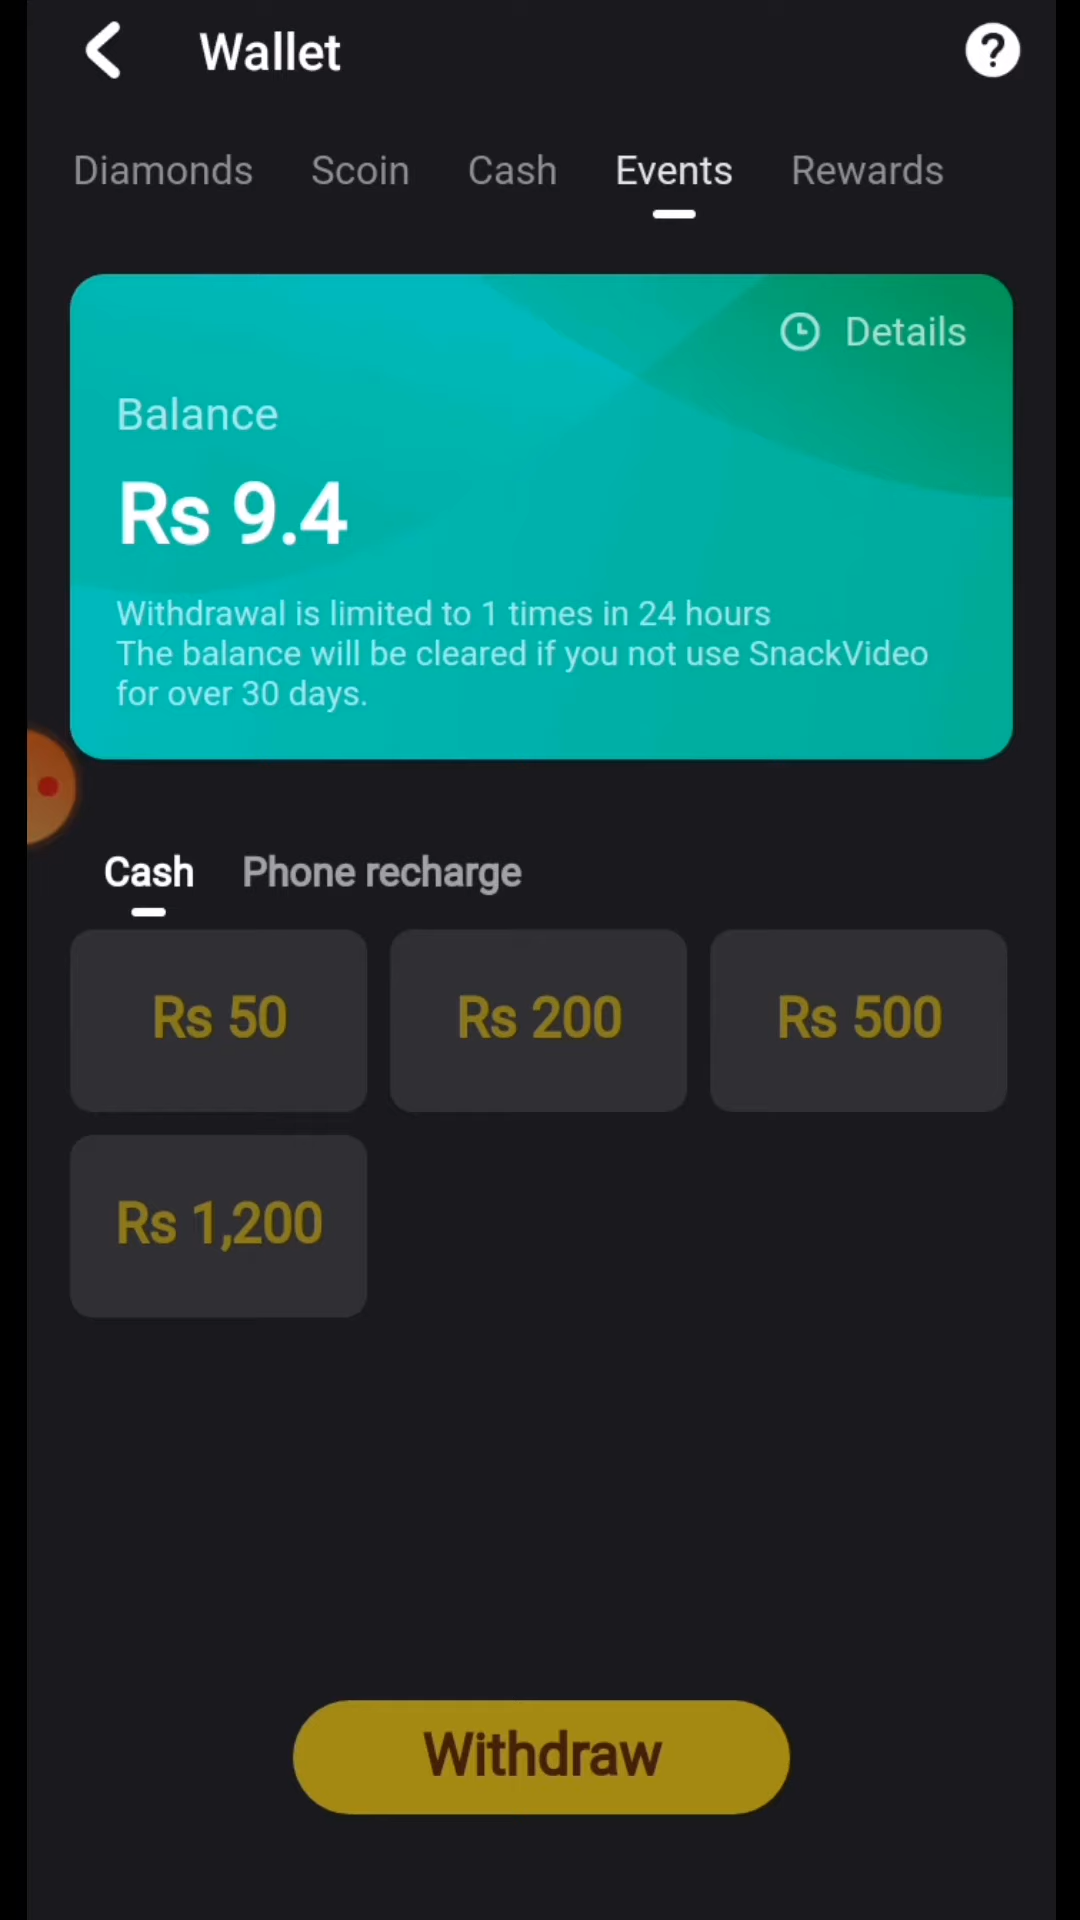 Wallet
?
Diamonds Scoin Cash Events Rewards
Details
Balance
Rs 9.4
Withdrawal is limited to 1 times in 24 hours
The balance will be cleared if you not use SnackVideo
for over 30 days.
Cash Phone recharge
Rs 50 Rs 200 Rs 500
Rs 1,200
Withdraw